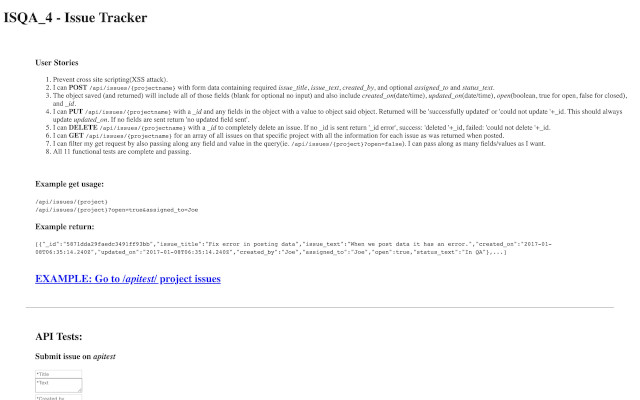 ISQA_4 - Issue Tracker
User Stories
1. Prevent cross site scripting(XSS attack).
2. I can POST /api/issues/{projectname} with form data containing required issue_title, issue_text, created_by, and optional assigned_to and status_text.
3. The object saved (and returned) will include all of those fields (blank for optional no input) and also include created_on(date/time), updated_on(date/time), open(boolean, true for open, false for closed),
and _id.
4. I can PUT /api/issues/{projectname} with a _id and any fields in the object with a value to object said object. Returned will be 'successfully updated' or 'could not update '+_id. This should always
update updated_on. If no fields are sent return 'no updated field sent'.
5. I can DELETE /api/issues/{projectname} with a _id to completely delete an issue. If no _id is sent return '_id error', success: 'deleted '+_id, failed: 'could not delete '+_id.
6. I can GET /api/issues/{projectname} for an array of all issues on that specific project with all the information for each issue as was returned when posted.
7. I can filter my get request by also passing along any field and value in the query(ie. /api/issues/{project}?open=false). I can pass along as many fields/values as I want.
8. All 11 functional tests are complete and passing.
Example get usage:
/api/issues/{project}
/api/issues/{project}?open=true&assigned_to=Joe
Example return:
[{"_id":"5871dda29faedc3491ff93bb","issue_title":"Fix error in posting data","issue_text":"When we post data it has an error.","created_on":"2017-01-
08T06:35:14.240Z","updated_on":"2017-01-08T06:35:14.240Z","created_by":"Joe","assigned_to":"Joe","open":true,"status_text":"In QA"},...]
EXAMPLE: Go to /apitest/ project issues
API Tests:
Submit issue on apitest
*Title
*Text
*Created by